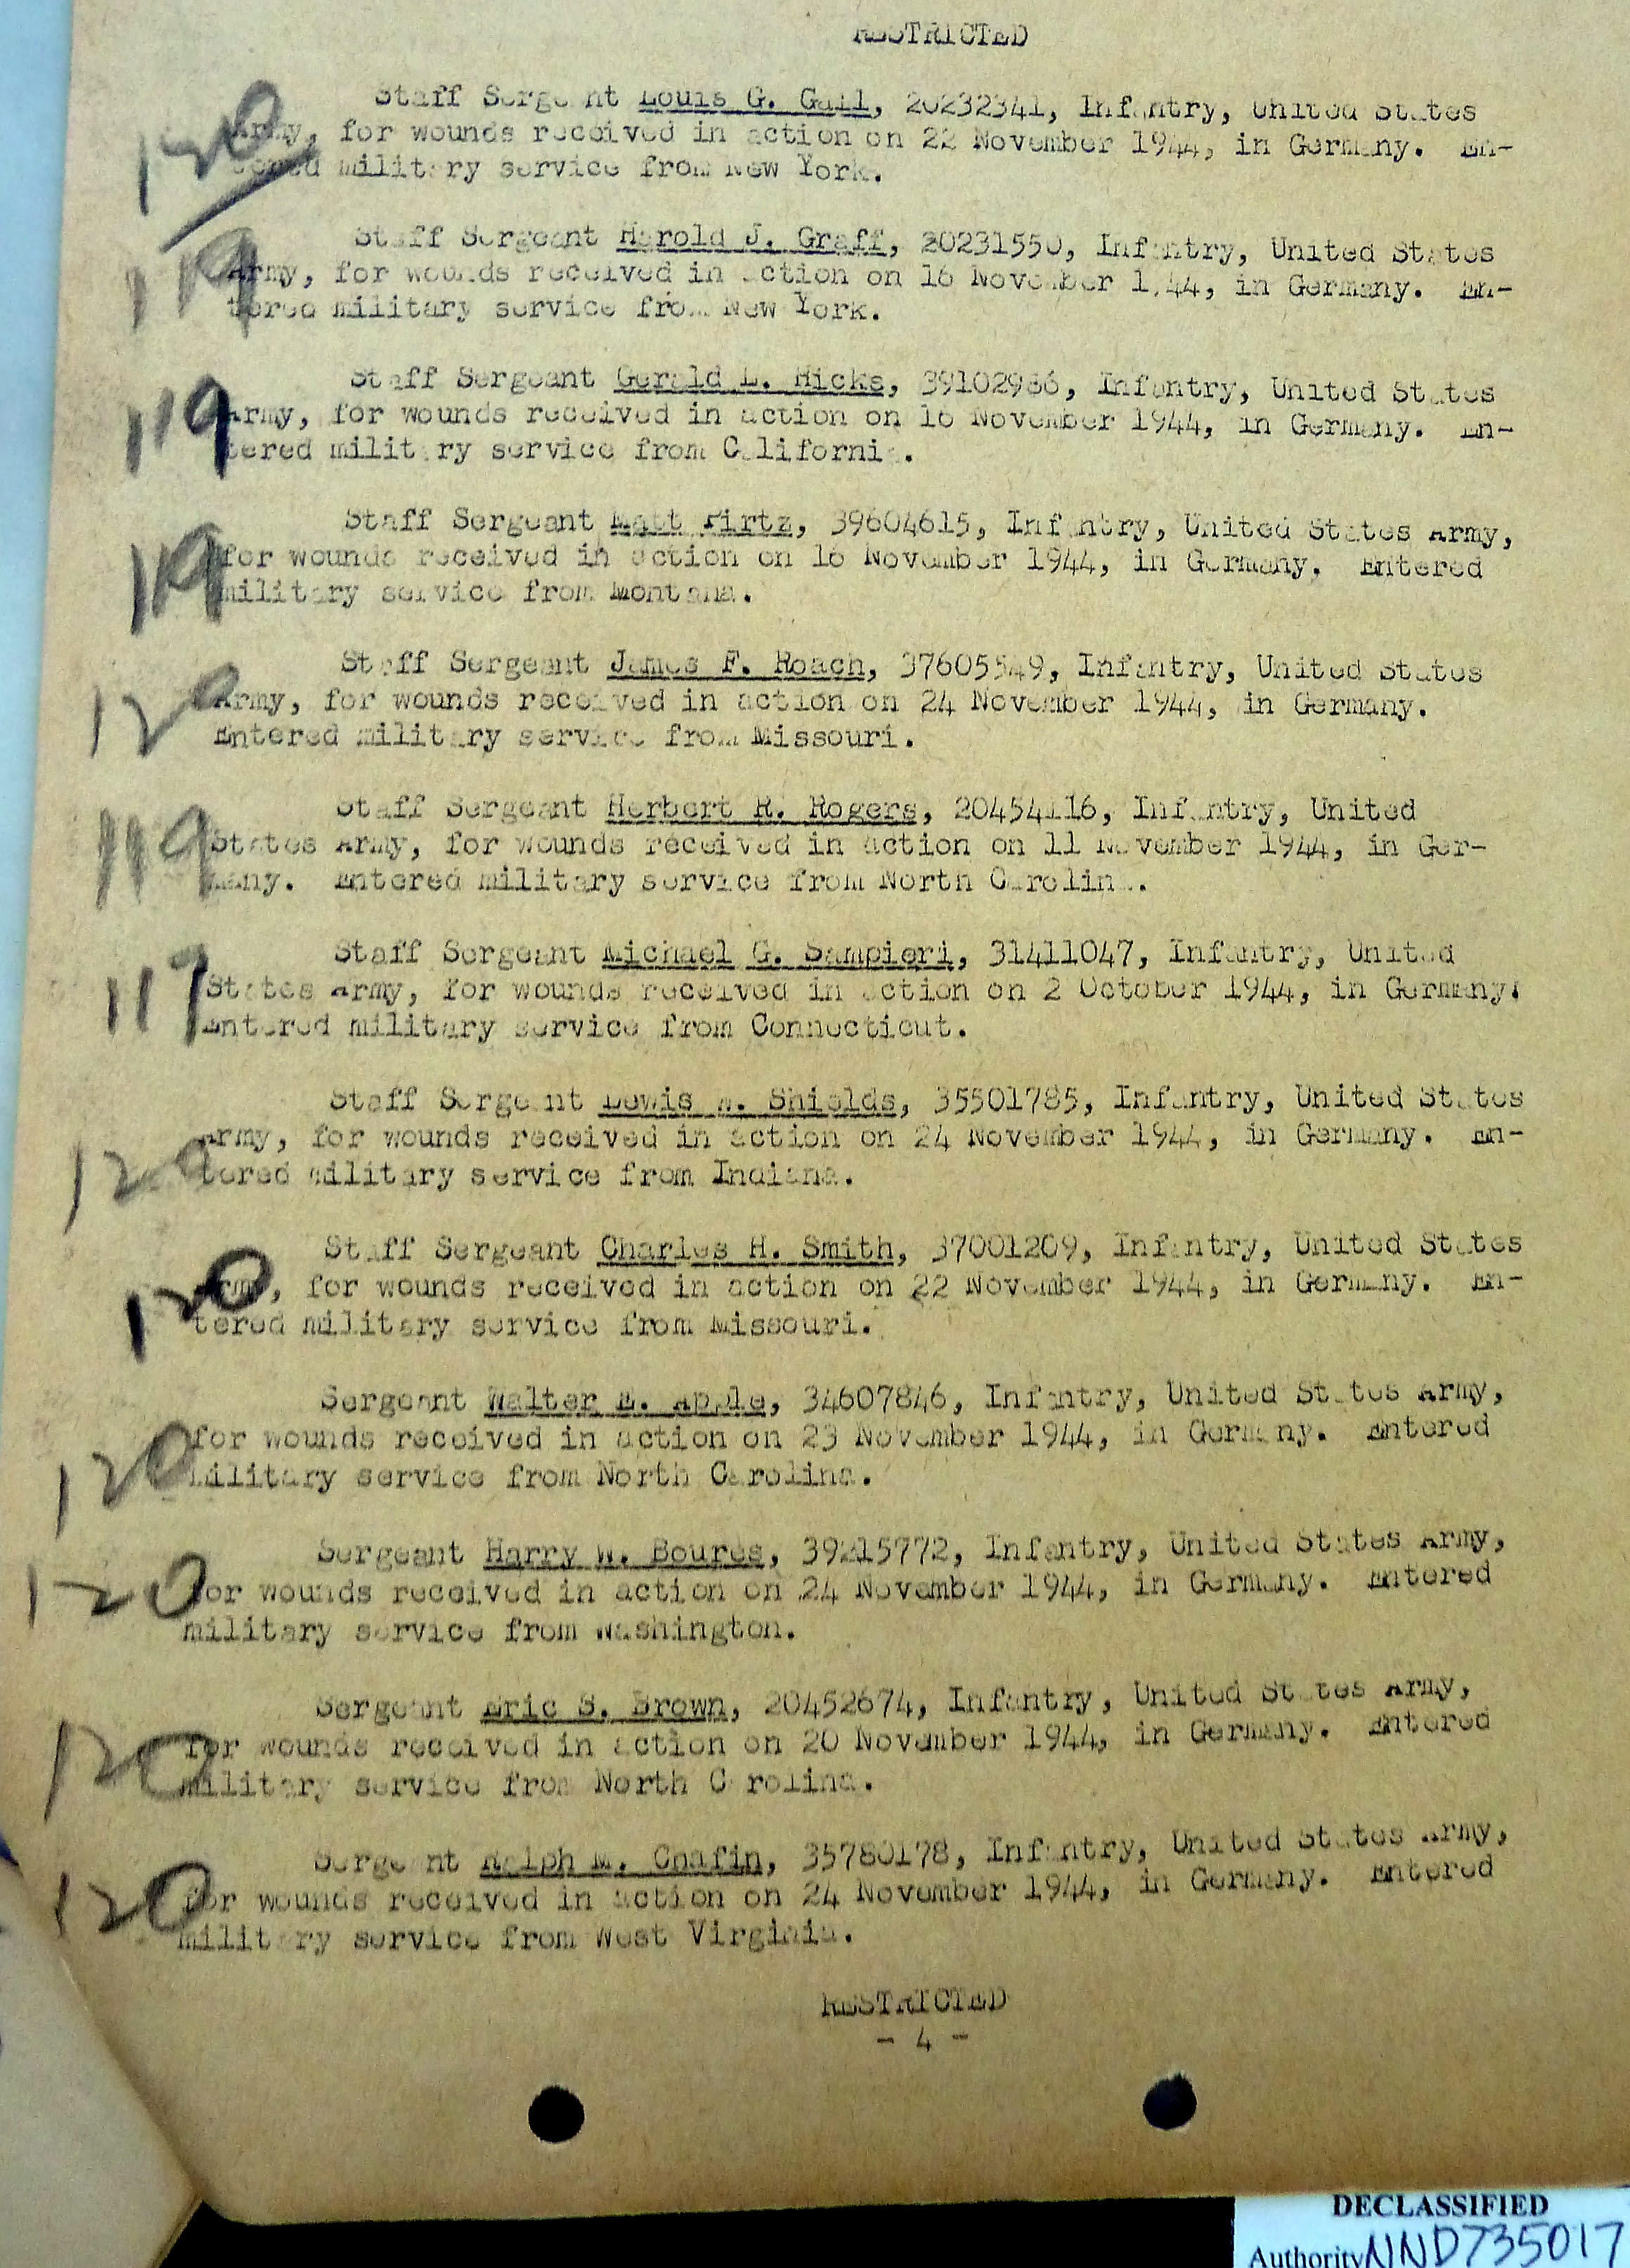 RESTRICTED
120
Staff Sergeant Louis G. Gall, 20232341, Infantry, United States
Army, for wounds received in action on 22 November 1944, in Germany. En-
tered military service from New York.
119
Staff Sergeant Harold J. Graff, 20231550, Infantry, United States
Army, for wounds received in action on 16 November 1944, in Germany. En-
tered military service from New York.
119
Staff Sergeant Gerald L. Hicks, 39102986, Infantry, United States
Army, for wounds received in action on 16 November 1944, in Germany. En-
tered military service from California.
119
Staff Sergeant Matt Pirtz, 39604615, Infantry, United States Army,
for wounds received in action on 16 November 1944, in Germany. Entered
military service from Montana.
120
Staff Sergeant James F. Roach, 37605549, Infantry, United States
Army, for wounds received in action on 24 November 1944, in Germany.
Entered military service from Missouri.
119
Staff Sergeant Herbert R. Rogers, 20454116, Infantry, United
States Army, for wounds received in action on 11 November 1944, in Ger-
many. Entered military service from North Carolina.
117
Staff Sergeant Michael G. Sampieri, 31411047, Infantry, United
States Army, for wounds received in action on 2 October 1944, in Germany.
Entered military service from Connecticut.
120
Staff Sergeant Lewis W. Shields, 35501785, Infantry, United States
Army, for wounds received in action on 24 November 1944, in Germany. En-
tered military service from Indiana.
120
Staff Sergeant Charles H. Smith, 37001209, Infantry, United States
Army, for wounds received in action on 22 November 1944, in Germany. En-
tered military service from Missouri.
120
Sergeant Walter E. Apple, 34607846, Infantry, United States Army,
for wounds received in action on 23 November 1944, in Germany. Entered
military service from North Carolina.
120
Sergeant Harry W. Boures, 39215772, Infantry, United States Army,
for wounds received in action on 24 November 1944, in Germany. Entered
military service from Washington.
120
Sergeant Eric S. Brown, 20452674, Infantry, United States Army,
for wounds received in action on 20 November 1944, in Germany. Entered
military service from North Carolina.
120
Sergeant Ralph M. Chafin, 35780178, Infantry, United States Army,
for wounds received in action on 24 November 1944, in Germany. Entered
military service from West Virginia.
RESTRICTED
- 4 -
DECLASSIFIED
Authority NND735017